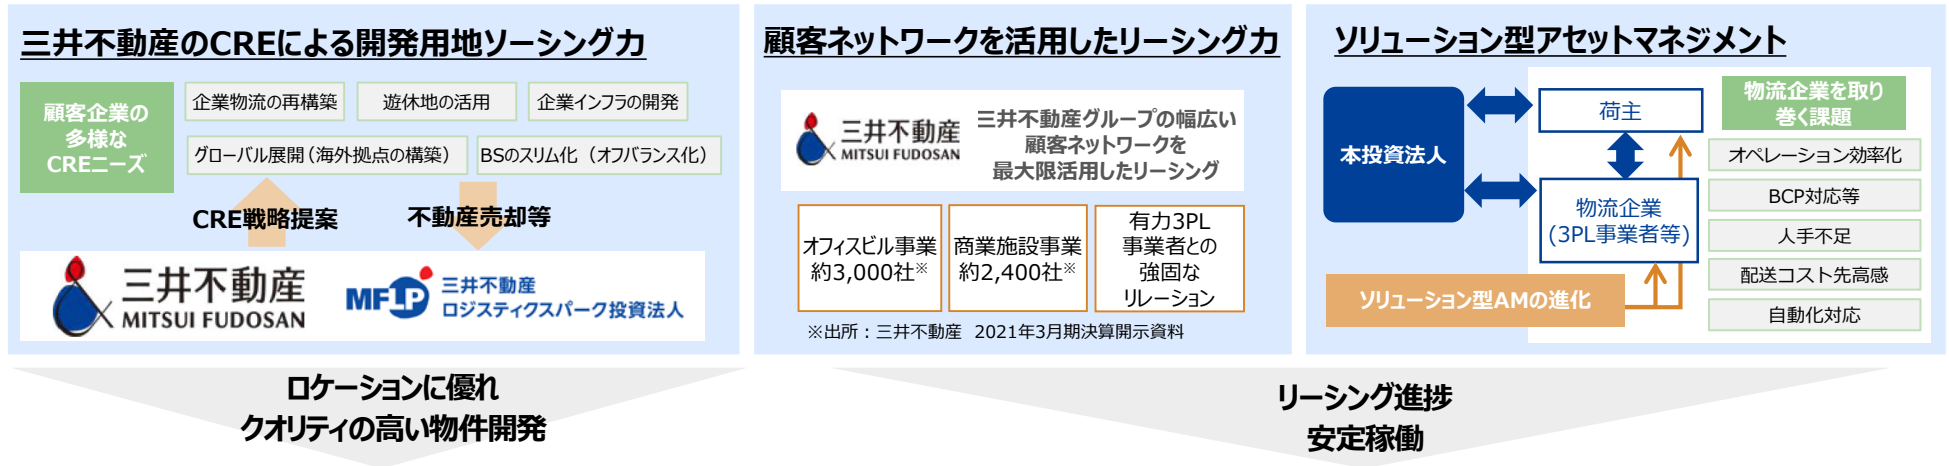 三井不動産のCREによる開発用地ソーシング力
顧客企業の
多様な
CREニーズ
企業物流の再構築
遊休地の活用
企業インフラの開発
グローバル展開（海外拠点の構築）
BSのスリム化（オフバランス化）
CRE戦略提案
不動産売却等
三井不動産
MITSUI FUDOSAN
MFLP
三井不動産
ロジスティクスパーク投資法人
ロケーションに優れ
クオリティの高い物件開発
顧客ネットワークを活用したリーシング力
三井不動産
MITSUI FUDOSAN
三井不動産グループの幅広い
顧客ネットワークを
最大限活用したリーシング
オフィスビル事業
約3,000社※
商業施設事業
約2,400社※
有力3PL
事業者との
強固な
リレーション
※出所：三井不動産 2021年3月期決算開示資料
ソリューション型アセットマネジメント
本投資法人
荷主
物流企業
(3PL事業者等)
ソリューション型AMの進化
物流企業を取り
巻く課題
オペレーション効率化
BCP対応等
人手不足
配送コスト先高感
自動化対応
リーシング進捗
安定稼働